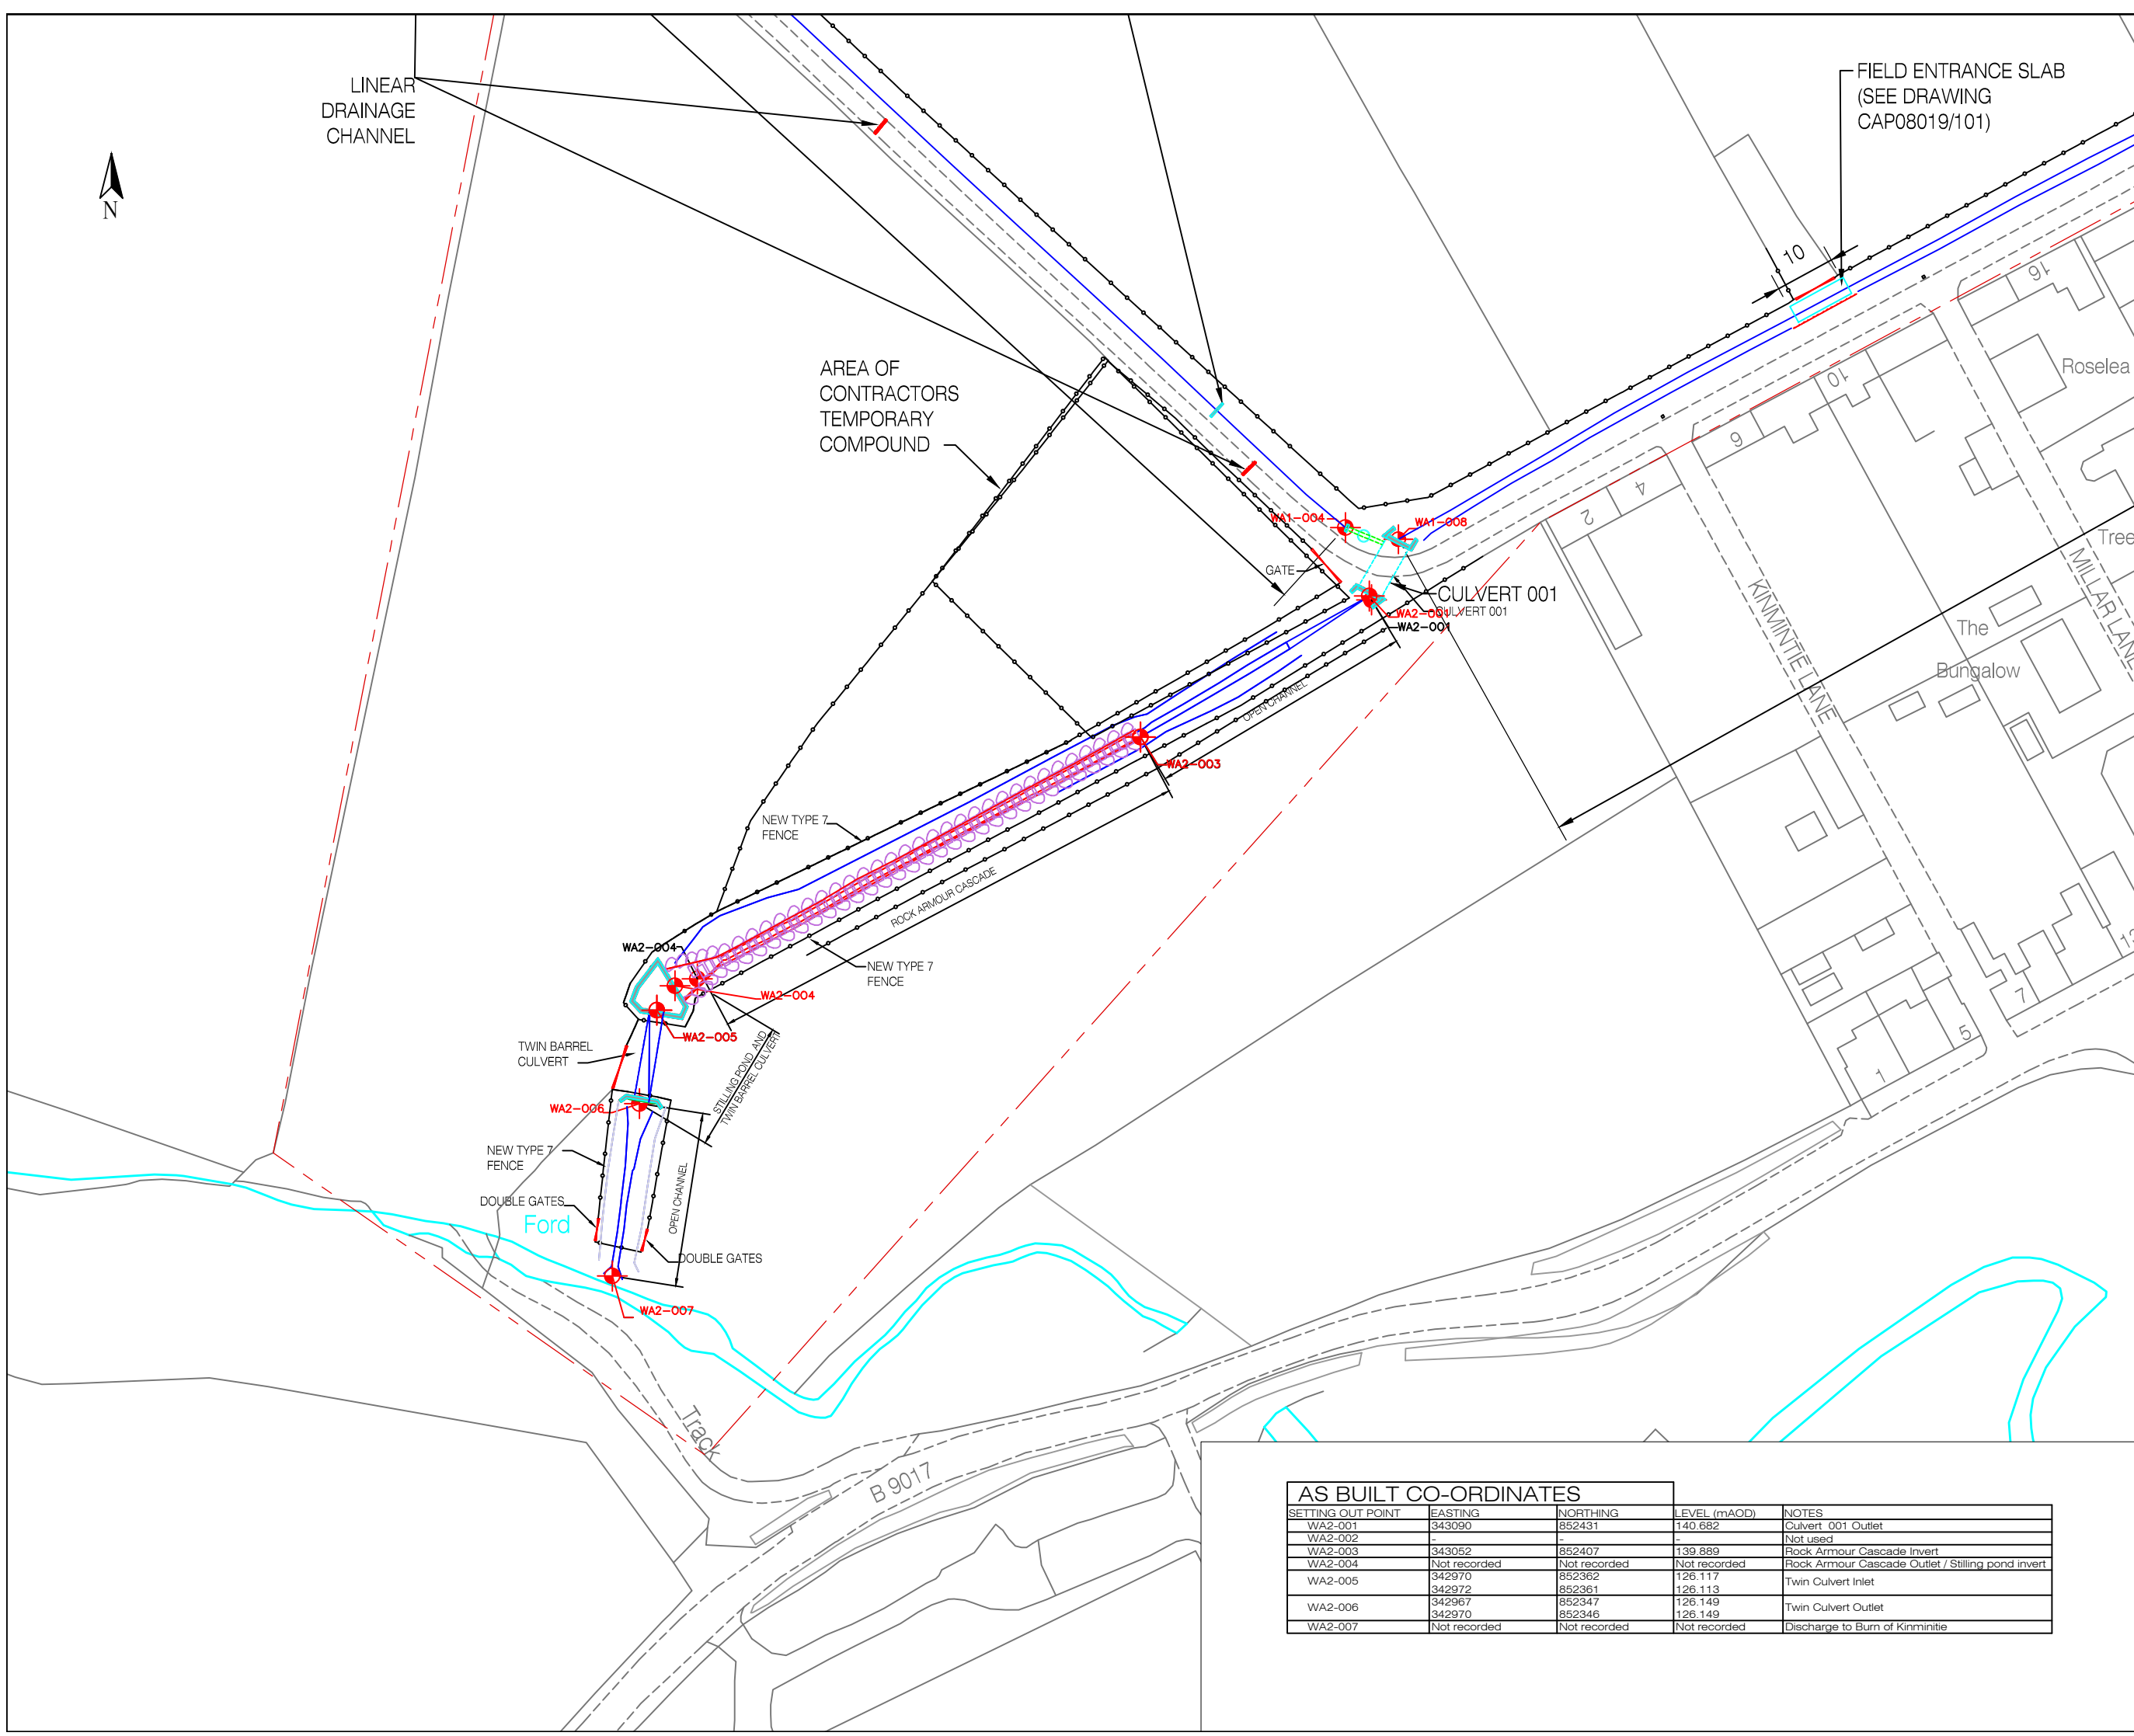 LINEAR
DRAINAGE
CHANNEL
FIELD ENTRANCE SLAB
(SEE DRAWING
CAP08019/101)
N
10
16
Roselea
AREA OF
CONTRACTORS
TEMPORARY
COMPOUND
10
6
4
2
WA1-004
WA1-008
Tree
GATE
CULVERT 001
CULVERT 001
WA2-001
WA2-001
KINMINTIE LANE
MILLAR LANE
The
Bungalow
OPEN CHANNEL
WA2-003
NEW TYPE 7
FENCE
ROCK ARMOUR CASCADE
WA2-004
NEW TYPE 7
FENCE
WA2-004
WA2-005
TWIN BARREL
CULVERT
STILLING POND AND
TWIN BARREL CULVERT
WA2-006
7
5
1
NEW TYPE 7
FENCE
OPEN CHANNEL
DOUBLE GATES
Ford
DOUBLE GATES
WA2-007
Track
B 9017
AS BUILT CO-ORDINATES
SETTING OUT POINT EASTING NORTHING LEVEL (mAOD) NOTES
WA2-001 343090 852431 140.682 Culvert 001 Outlet
WA2-002 - - - Not used
WA2-003 343052 852407 139.889 Rock Armour Cascade Invert
WA2-004 Not recorded Not recorded Not recorded Rock Armour Cascade Outlet / Stilling pond invert
WA2-005 342970 852362 126.117 Twin Culvert Inlet
342972 852361 126.113
WA2-006 342967 852347 126.149 Twin Culvert Outlet
342970 852346 126.149
WA2-007 Not recorded Not recorded Not recorded Discharge to Burn of Kinminitie